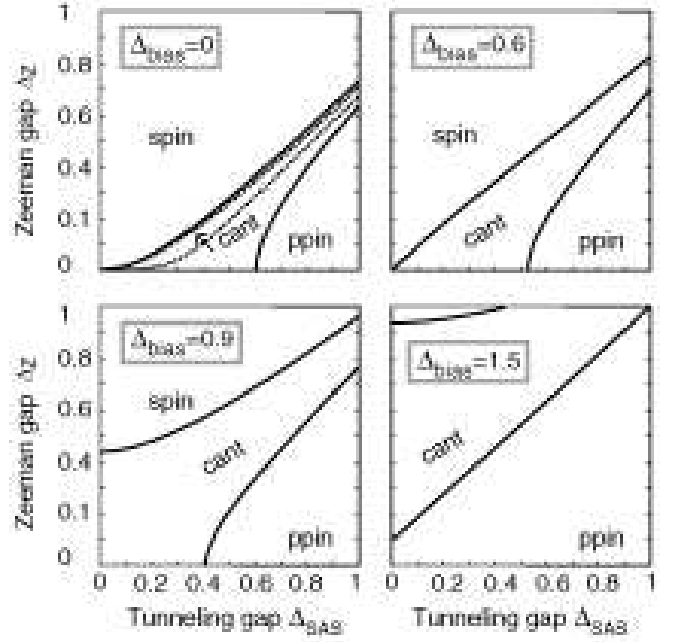 1
Δbias=0
Δbias=0.6
0.8
0.6
spin
spin
0.4
0.1
cant
cant
ppin
ppin
0
Zeeman gap Δz
1
Δbias=0.9
Δbias=1.5
0.8
spin
0.6
cant
cant
0.4
0.1
ppin
ppin
0
Zeeman gap Δz
0 0.2 0.4 0.6 0.8 1
0 0.2 0.4 0.6 0.8 1
Tunneling gap ΔSAS
Tunneling gap ΔSAS